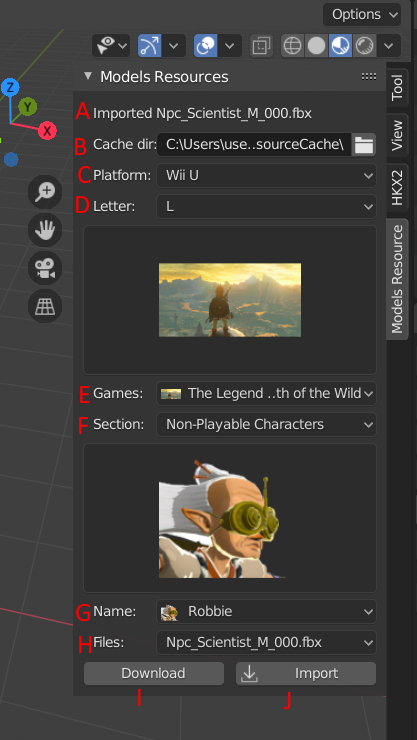 Options
Models Resources
A Imported Npc_Scientist_M_000.fbx
B Cache dir: C:\Users\use..sourceCache\
C Platform: Wii U
D Letter: L
E Games: The Legend ..th of the Wild
F Section: Non-Playable Characters
G Name: Robbie
H Files: Npc_Scientist_M_000.fbx
Download Import
I J
Z
Y
X
Tool
View
HKX2
Models Resource